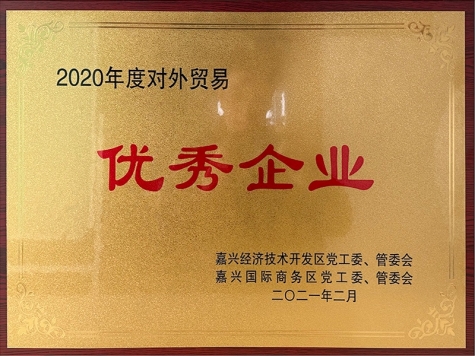 2020年度对外贸易
优秀企业
嘉兴经济技术开发区党工委、管委会
嘉兴国际商务区党工委、管委会
二〇二一年二月